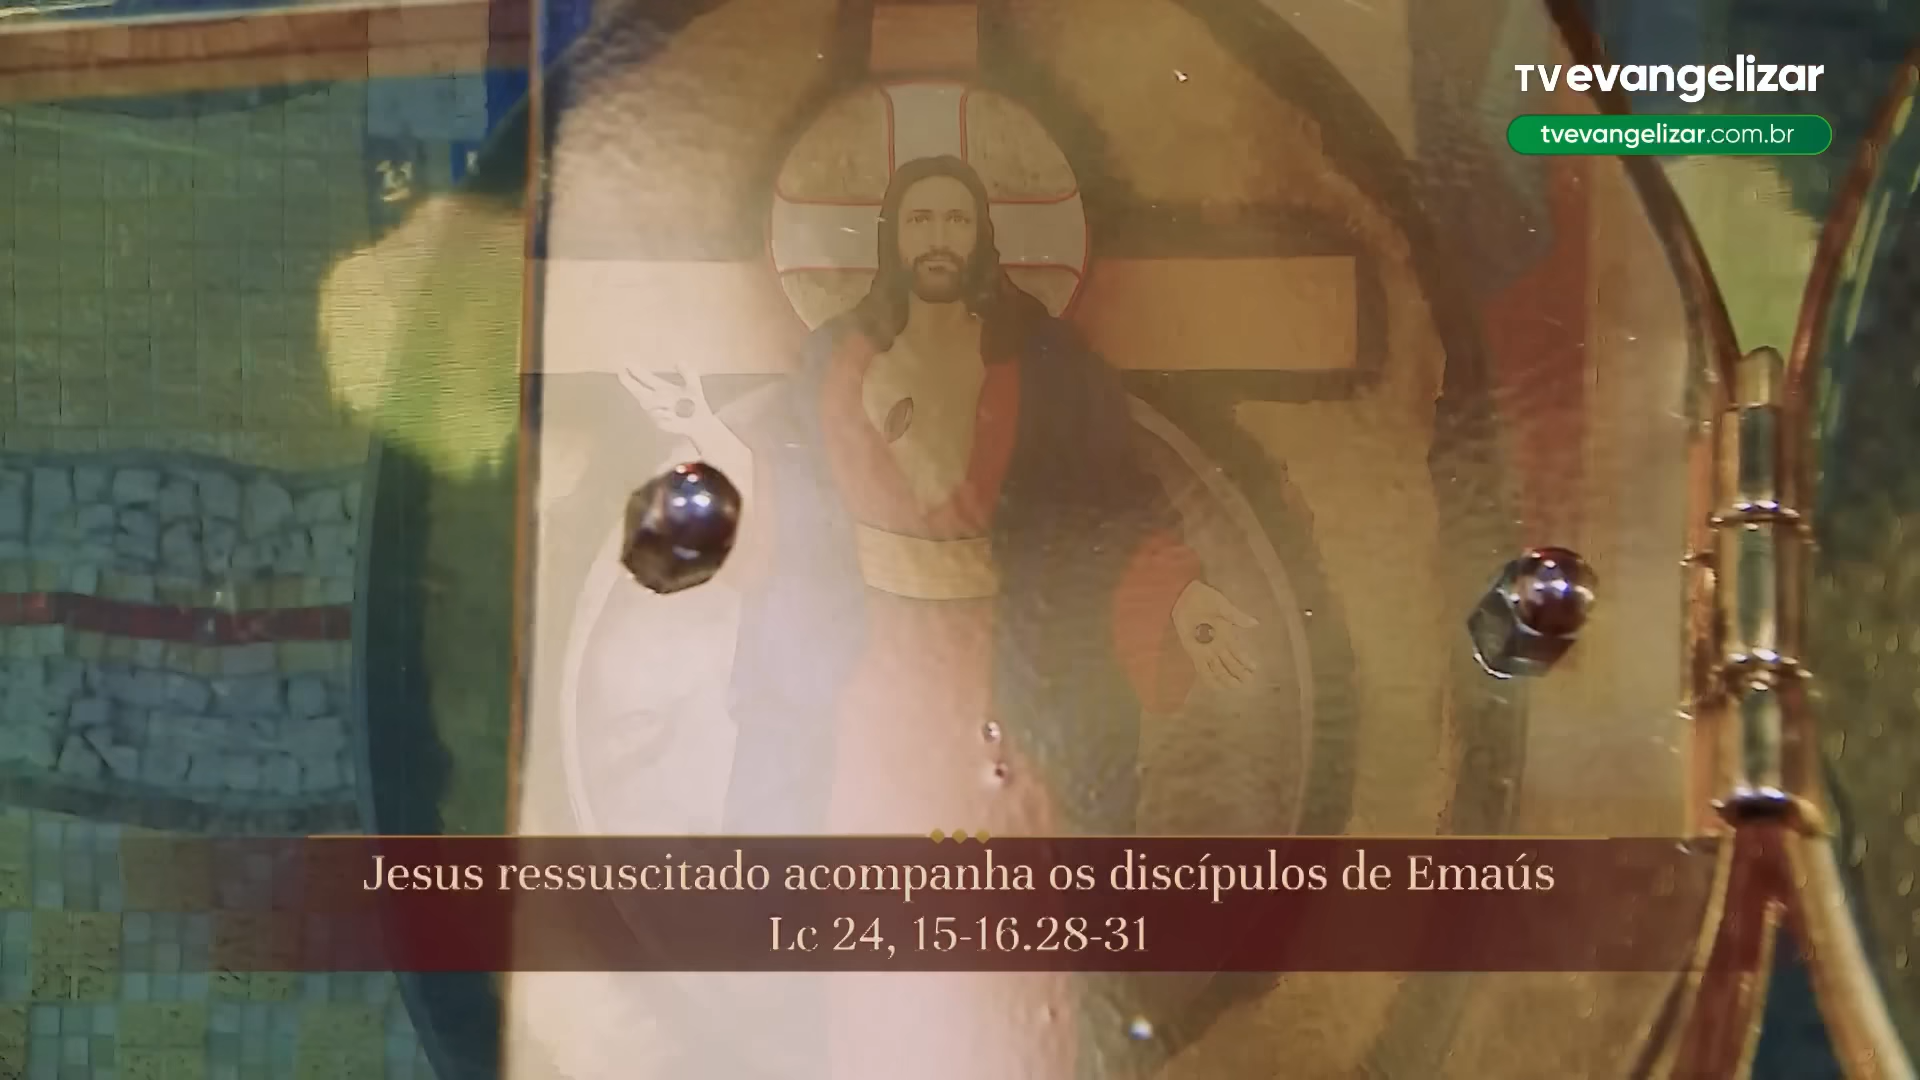 TVevangelizar
tvevangelizar.com.br
Jesus ressuscitado acompanha os discípulos de Emaús
Lc 24, 15-16.28-31